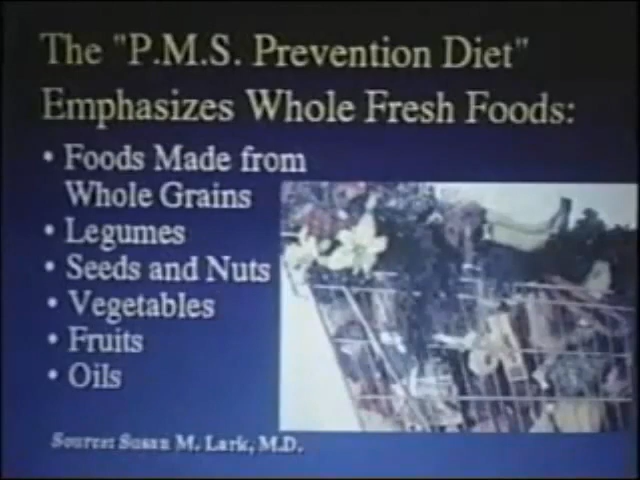 The "P.M.S. Prevention Diet"
Emphasizes Whole Fresh Foods:
• Foods Made from
Whole Grains
• Legumes
• Seeds and Nuts
• Vegetables
• Fruits
• Oils
Source: Susan M. Lark, M.D.